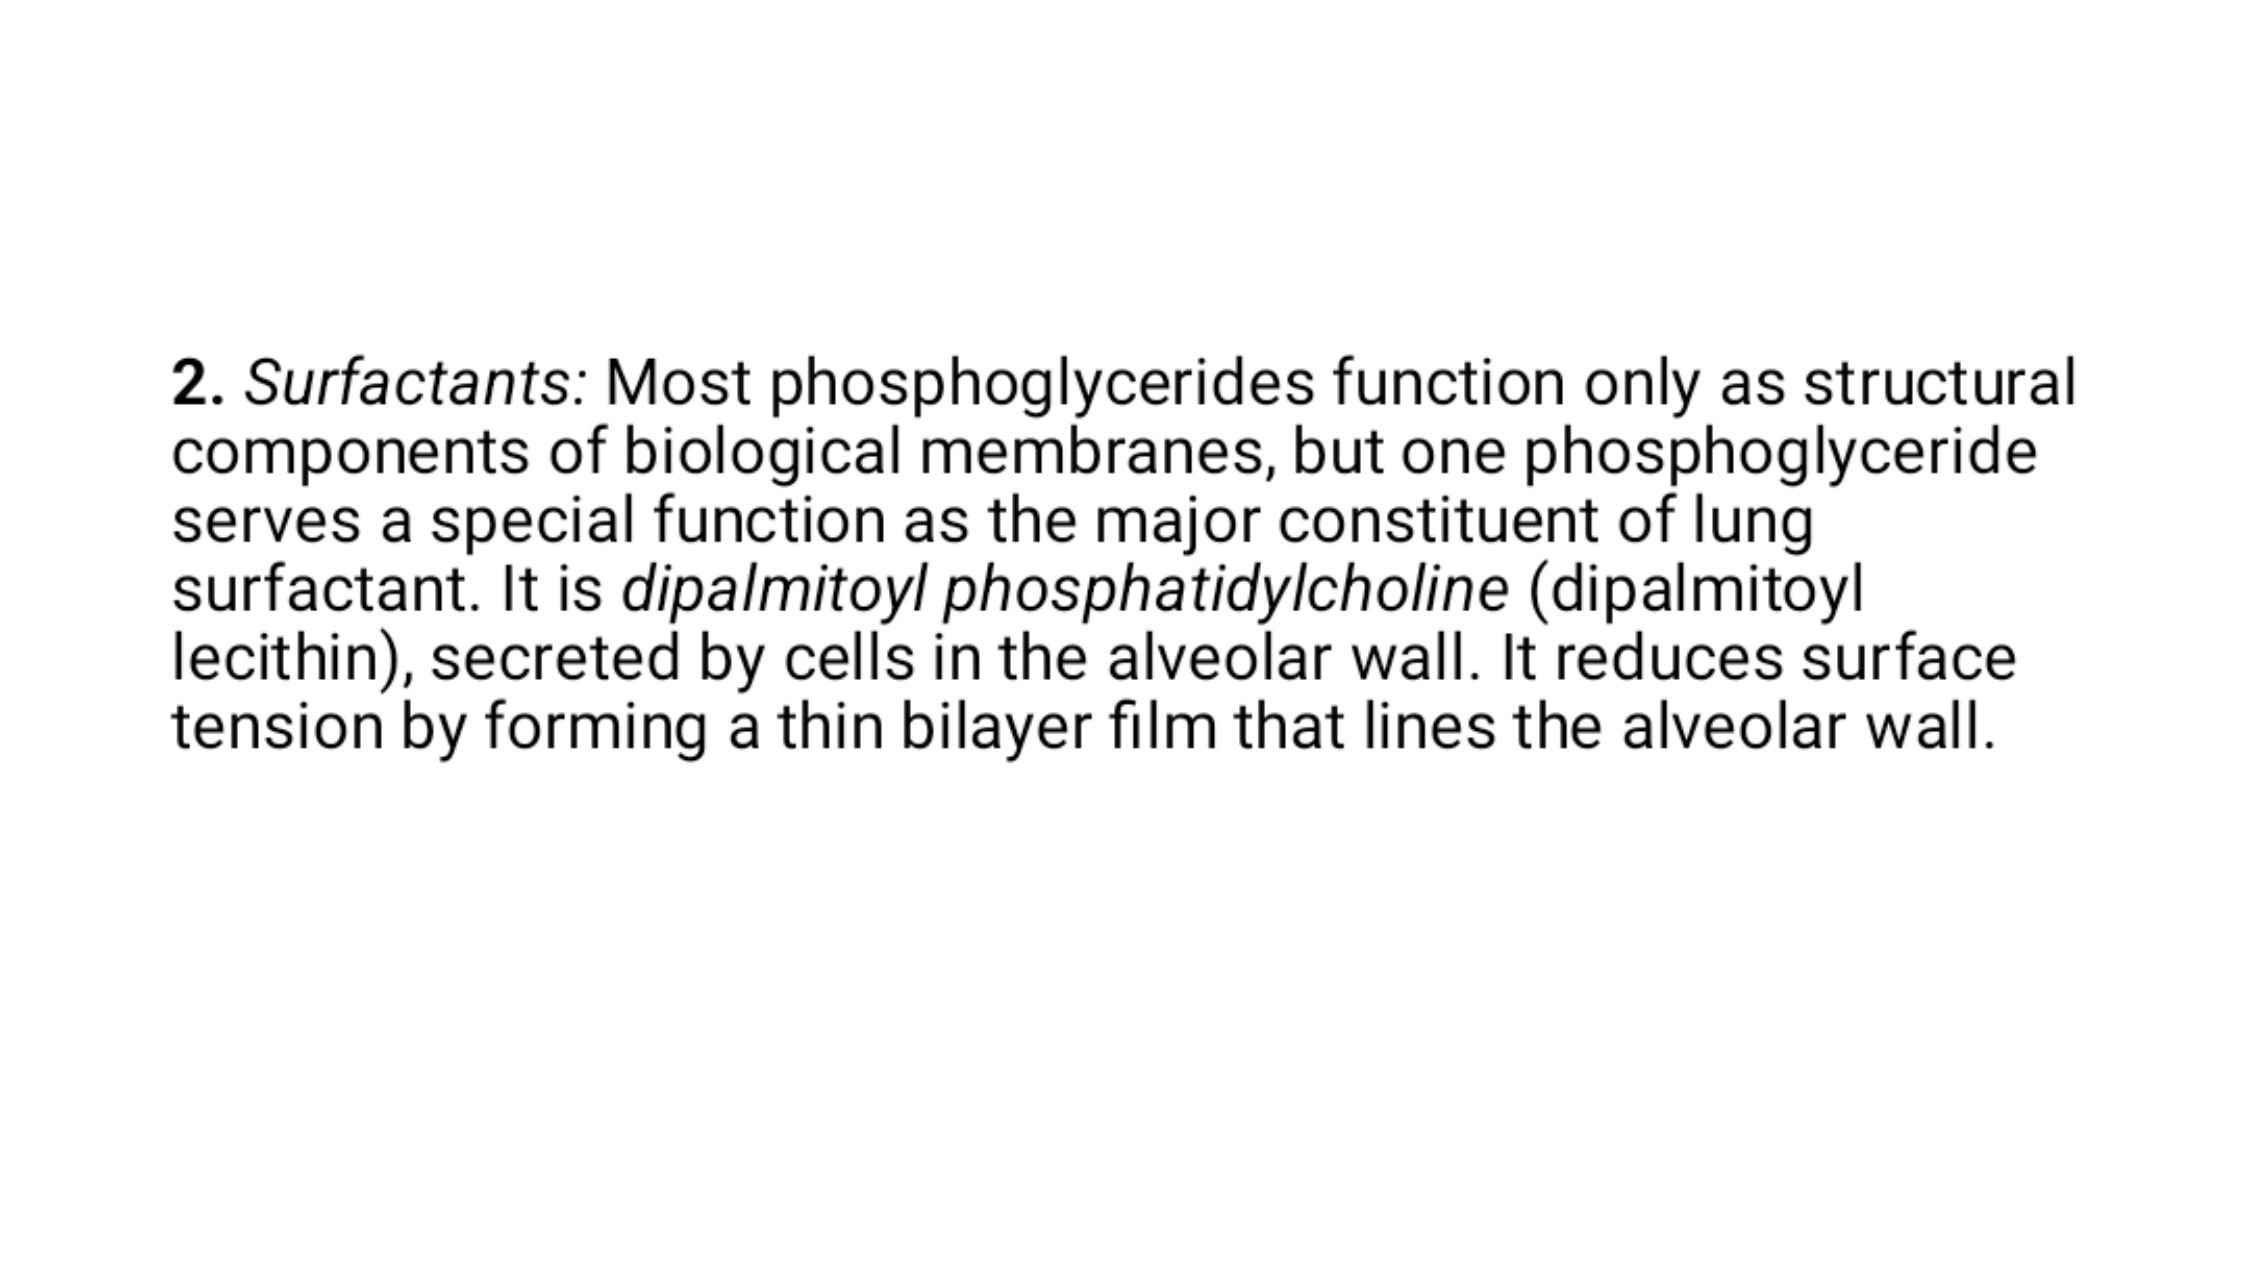 2. Surfactants: Most phosphoglycerides function only as structural
components of biological membranes, but one phosphoglyceride
serves a special function as the major constituent of lung
surfactant. It is dipalmitoyl phosphatidylcholine (dipalmitoyl
lecithin), secreted by cells in the alveolar wall. It reduces surface
tension by forming a thin bilayer film that lines the alveolar wall.